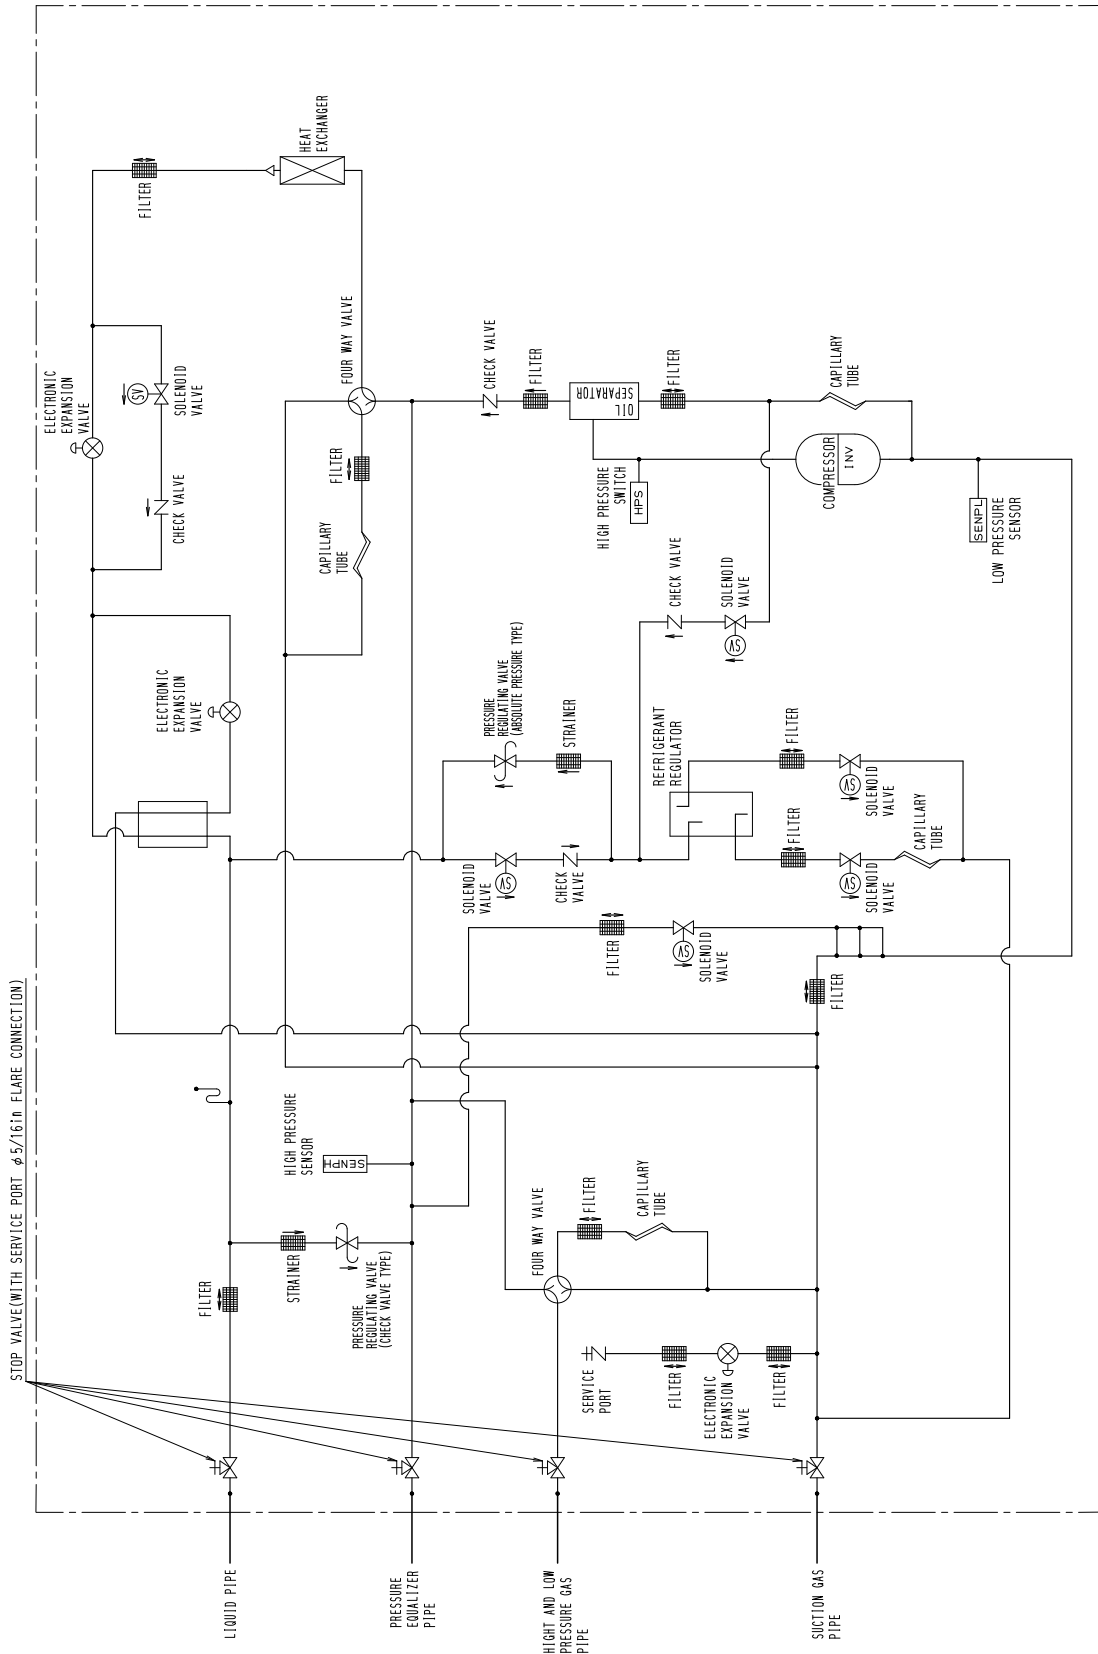 STOP VALVE(WITH SERVICE PORT φ5/16in FLARE CONNECTION)
LIQUID PIPE
PRESSURE
EQUALIZER
PIPE
HIGHT AND LOW
PRESSURE GAS
PIPE
SUCTION GAS
PIPE
FILTER
STRAINER
PRESSURE
REGULATING VALVE
(CHECK VALVE TYPE)
HIGH PRESSURE
SENSOR
SENPH
FOUR WAY VALVE
FILTER
CAPILLARY
TUBE
SERVICE
PORT
FILTER
ELECTRONIC
EXPANSION
VALVE
FILTER
FILTER
SV
SOLENOID
VALVE
FILTER
SV
SOLENOID
VALVE
CHECK
VALVE
PRESSURE
REGULATING VALVE
(ABSOLUTE PRESSURE TYPE)
STRAINER
REFRIGERANT
REGULATOR
FILTER
SV
SOLENOID
VALVE
CAPILLARY
TUBE
FILTER
SV
SOLENOID
VALVE
CHECK VALVE
SV
SOLENOID
VALVE
ELECTRONIC
EXPANSION
VALVE
ELECTRONIC
EXPANSION
VALVE
CHECK VALVE
SV
SOLENOID
VALVE
FILTER
HEAT
EXCHANGER
CAPILLARY
TUBE
FILTER
FOUR WAY VALVE
CHECK VALVE
FILTER
OIL
SEPARATOR
FILTER
CAPILLARY
TUBE
HIGH PRESSURE
SWITCH
HPS
COMPRESSOR
INV
SENPL
LOW PRESSURE
SENSOR